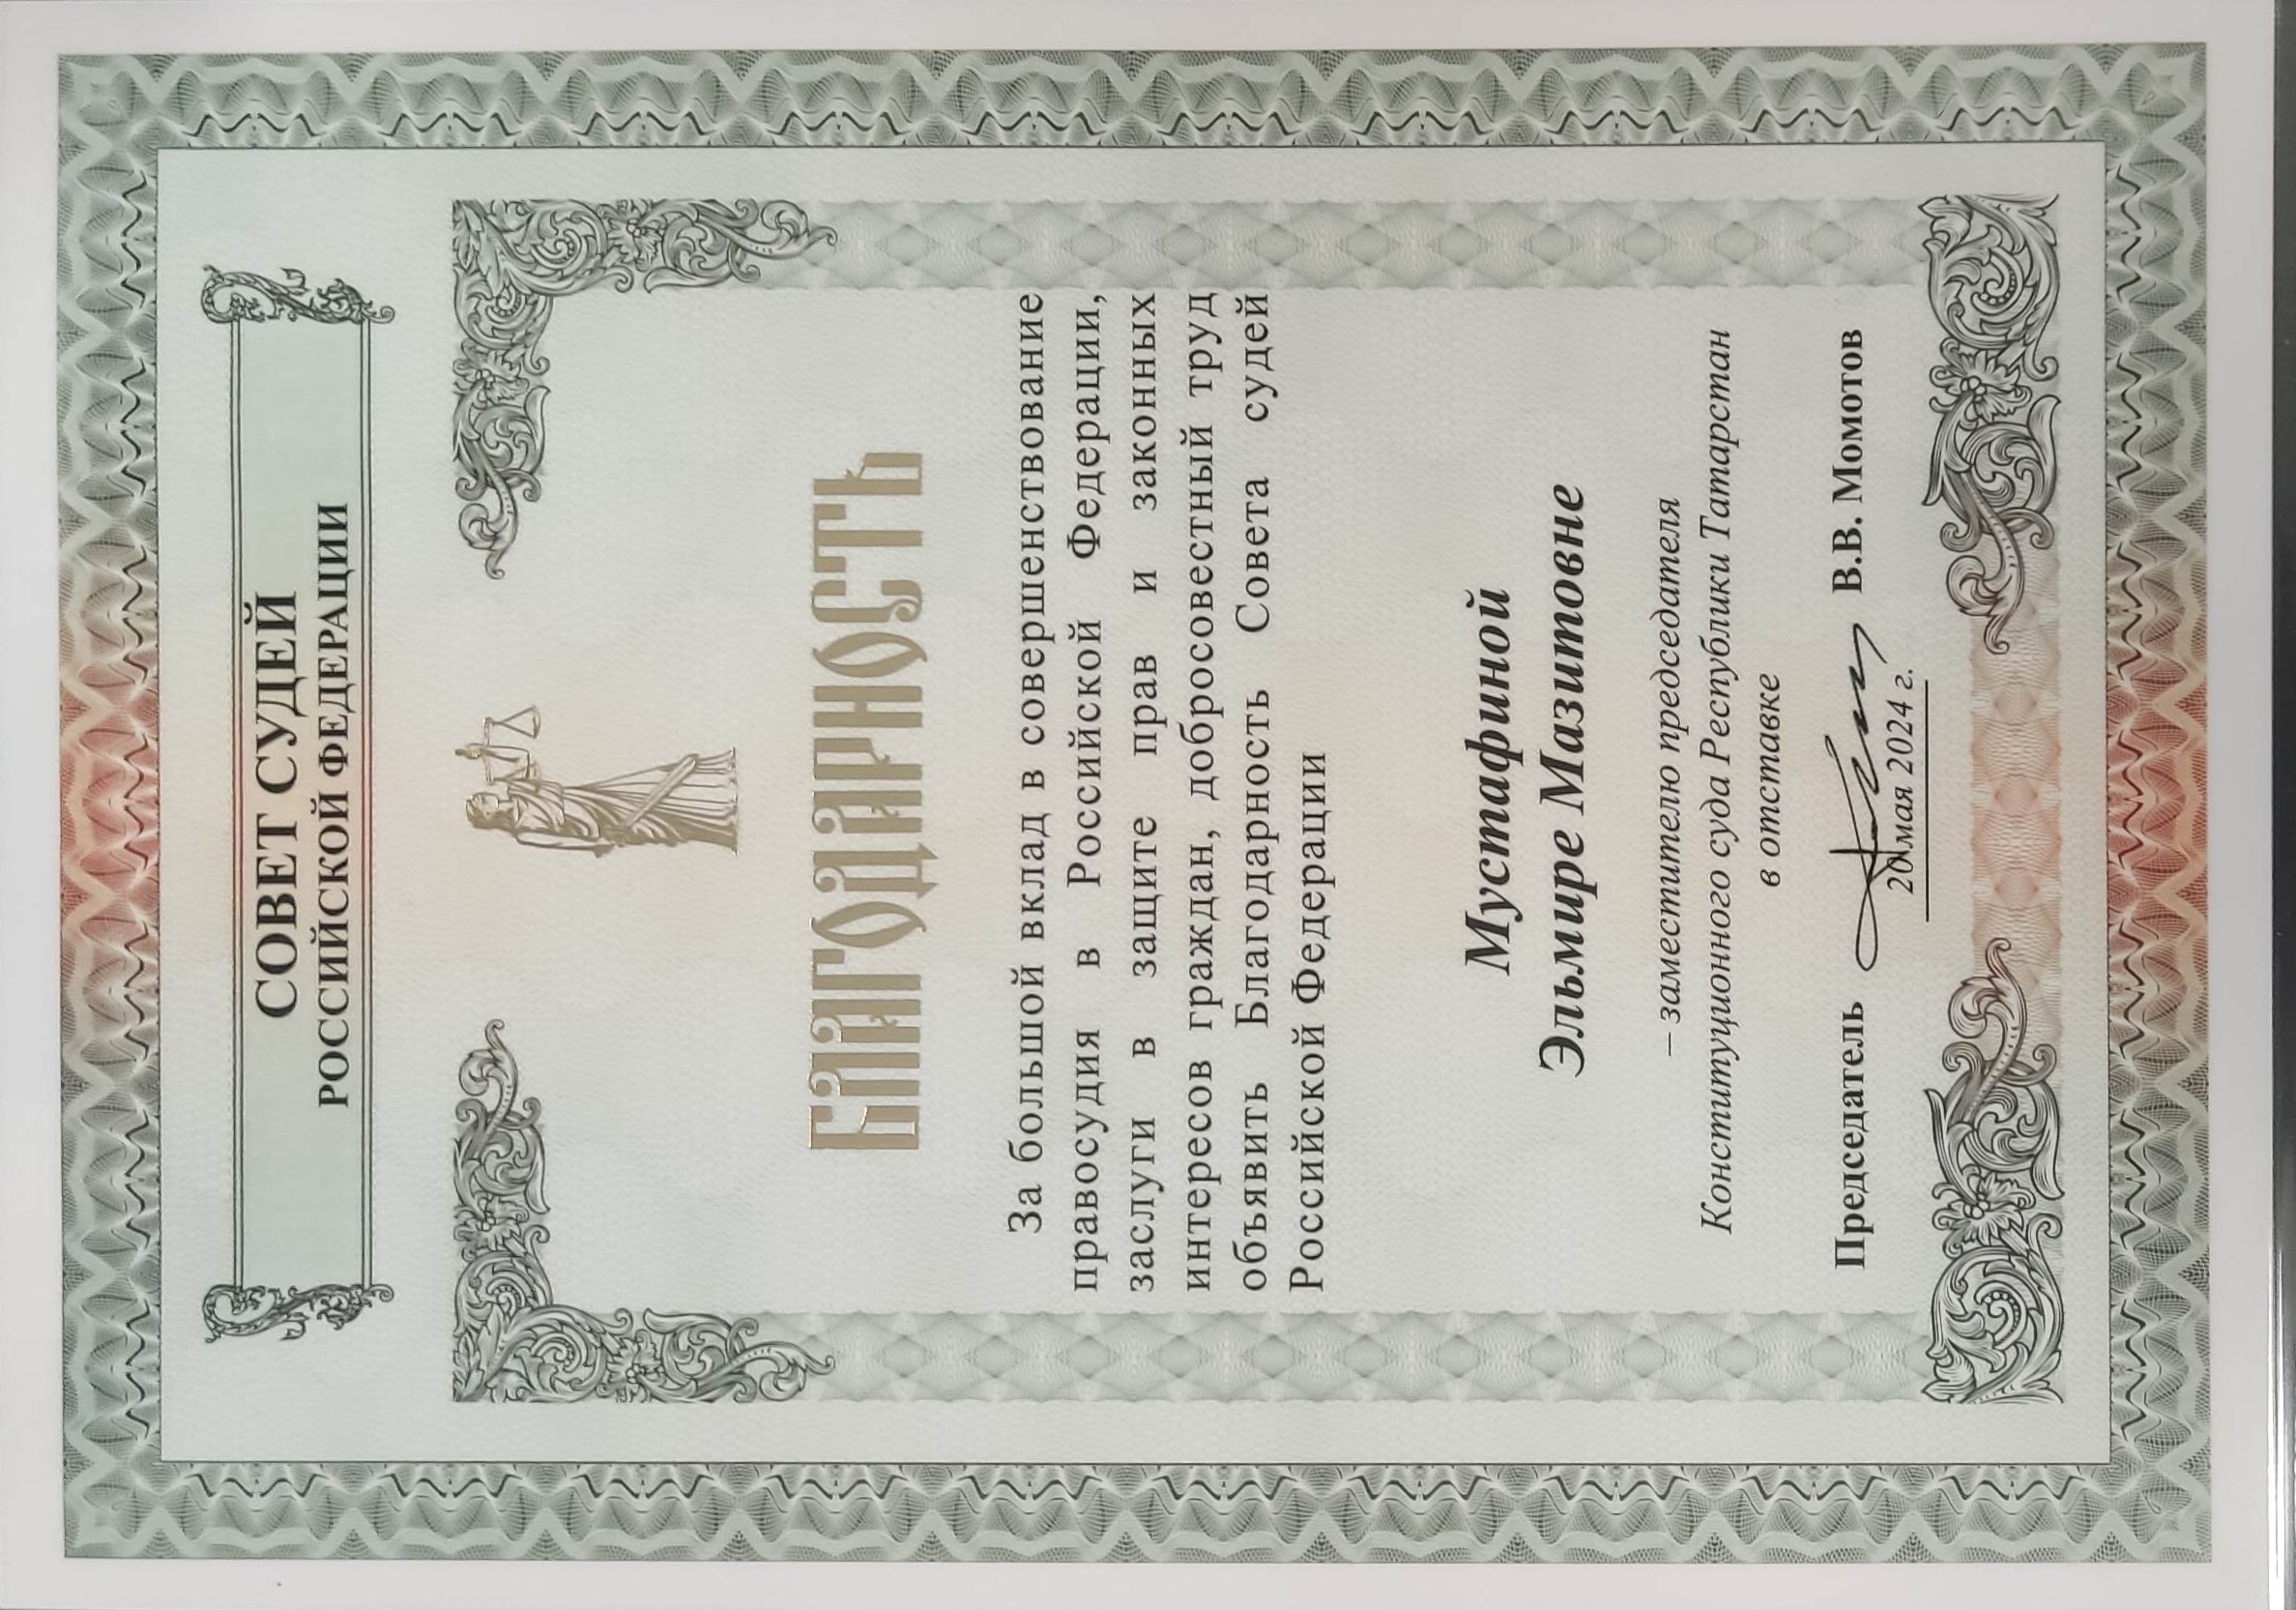 СОВЕТ СУДЕЙ
РОССИЙСКОЙ ФЕДЕРАЦИИ
БЛАГОДАРНОСТЬ
За большой вклад в совершенствование
правосудия в Российской Федерации,
заслуги в защите прав и законных
интересов граждан, добросовестный труд
объявить Благодарность Совета судей
Российской Федерации
Мустафиной
Эльмире Мазитовне
– заместителю председателя
Конституционного суда Республики Татарстан
в отставке
Председатель В.В. Момотов
20 мая 2024 г.